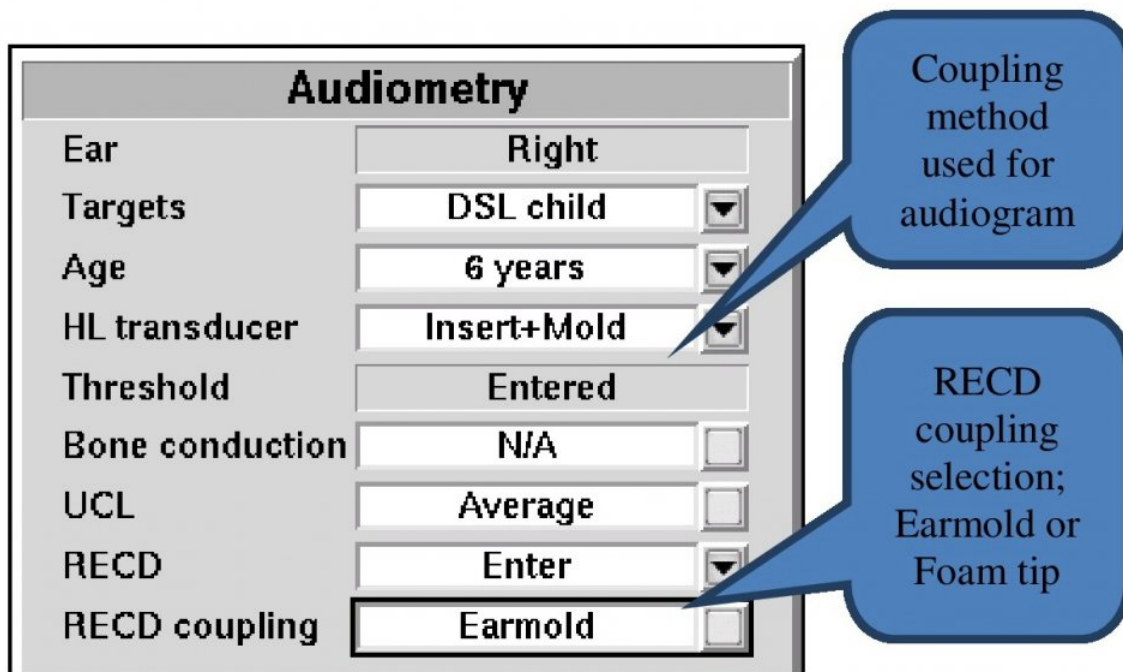 Audiometry
Ear Right
Targets DSL child
Age 6 years
HL transducer Insert+Mold
Threshold Entered
Bone conduction N/A
UCL Average
RECD Enter
RECD coupling Earmold
Coupling
method
used for
audiogram
RECD
coupling
selection;
Earmold or
Foam tip